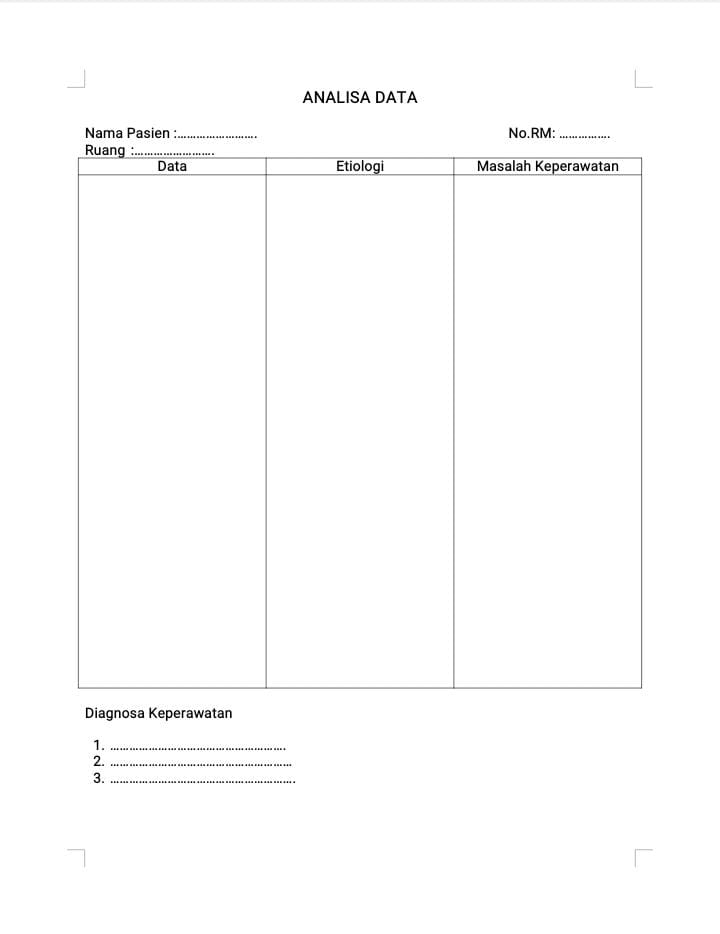 ANALISA DATA
Nama Pasien :......................... No.RM: ................
Ruang :.........................
Data Etiologi Masalah Keperawatan
Diagnosa Keperawatan
1. .......................................................
2. .........................................................
3. ..........................................................